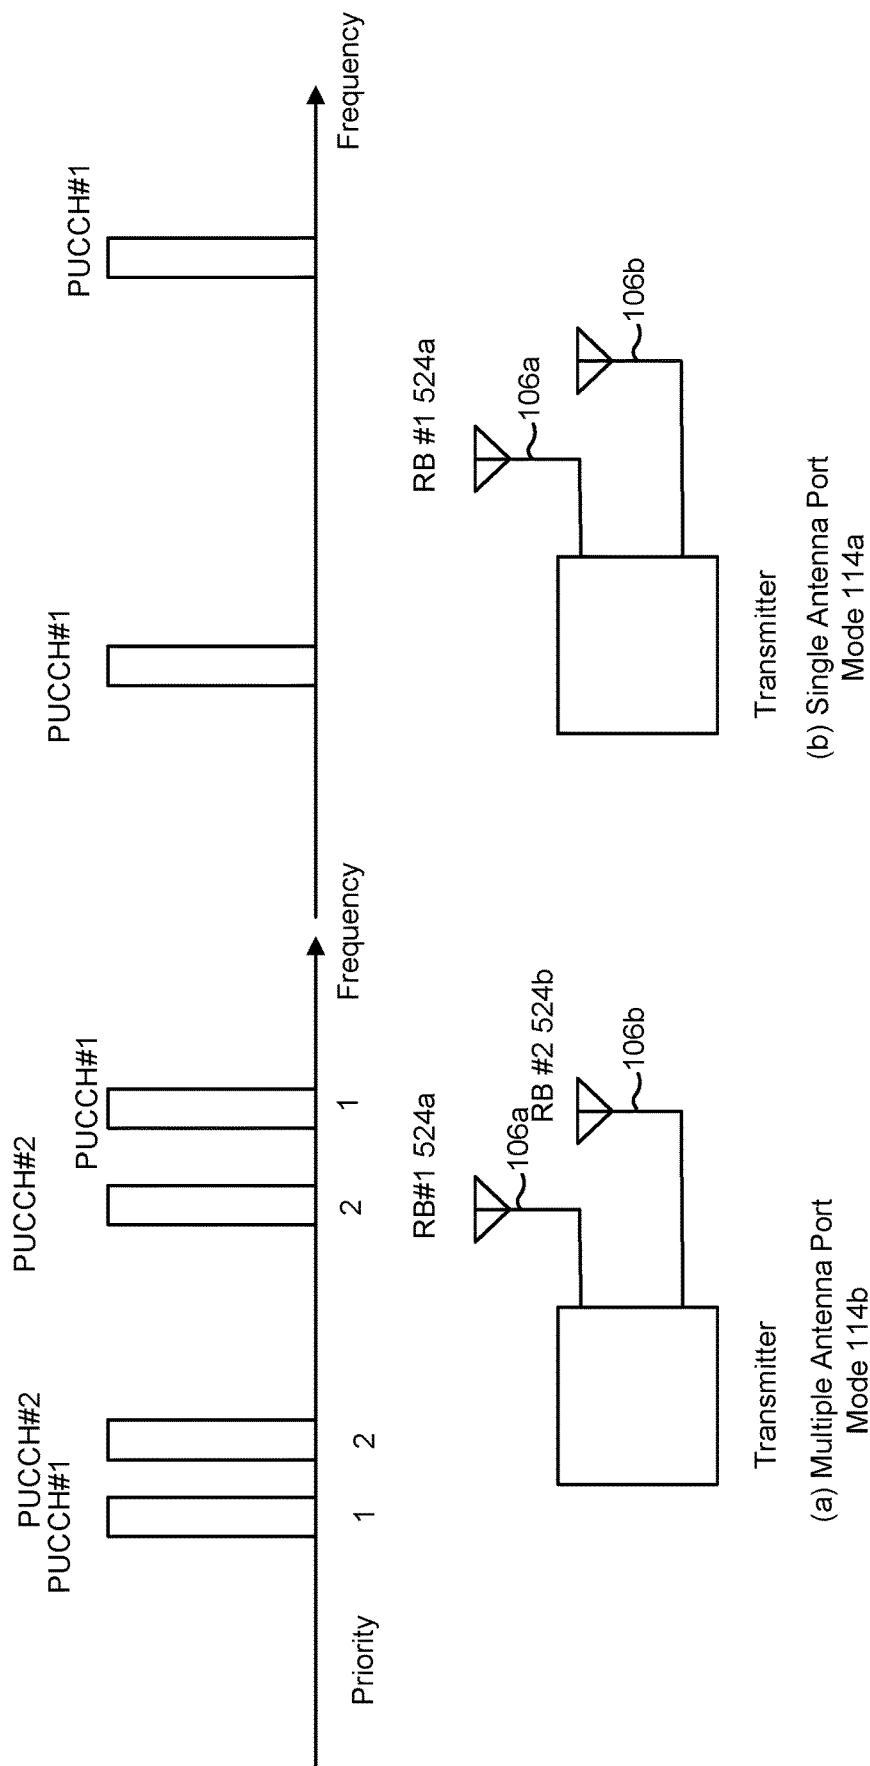 PUCCH#2
PUCCH#1
PUCCH#2
PUCCH#1
Priority
1
2
2
1
Frequency
RB#1 524a
106a
RB #2 524b
106b
Transmitter
(a) Multiple Antenna Port
Mode 114b
PUCCH#1
PUCCH#1
Frequency
RB #1 524a
106a
106b
Transmitter
(b) Single Antenna Port
Mode 114a
Frequency